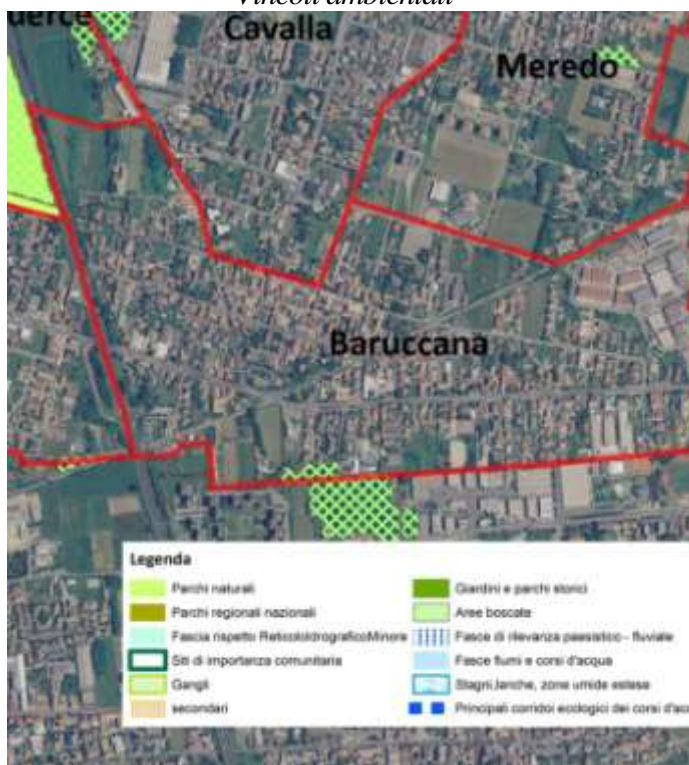 Vincoli ambientali
Cavalla
Meredo
Baruccana
Legenda
Parchi naturali
Parchi regionali nazionali
Fascia rispetto ReticoloIdrograficoMinore
Siti di importanza comunitaria
Gangli
secondari
Giardini e parchi storici
Aree boscate
Fasce di rilevanza paesistico - fluviale
Fasce fiumi e corsi d'acqua
Stagni,lanche, zone umide estese
Principali corridoi ecologici dei corsi d'acq